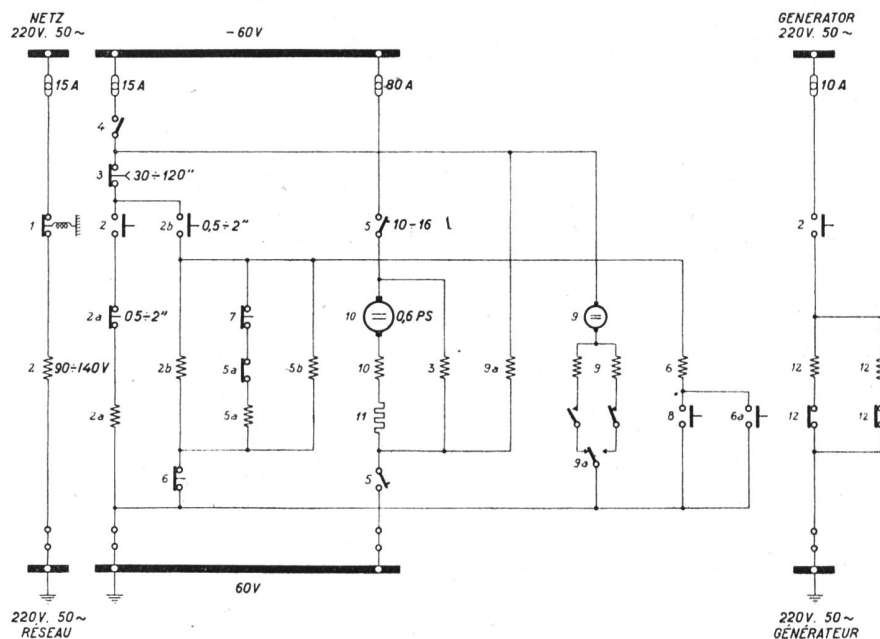 NETZ
220V. 50~
-60V
GENERATOR
220V 50~
15A
15A
80A
10A
4
3
30÷120"
1
2
2b
0,5÷2"
5
10-16
2
2a
0,5÷2"
7
10
0,6 PS
9
2
90÷140V
2b
5a
5b
10
3
9a
9
6
12
12
2a
5a
11
8
6a
12
12
6
5
9a
60V
220V. 50~
RÉSEAU
220V. 50~
GÉNÉRATEUR